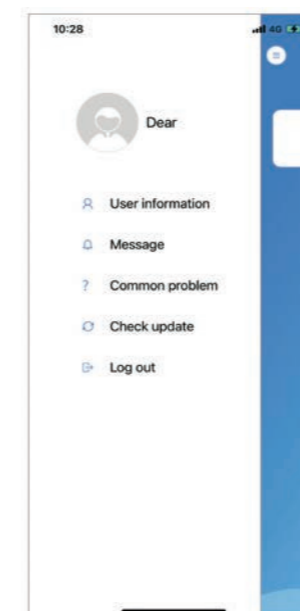 10:28
4G
Dear
User information
Message
? Common problem
Check update
Log out